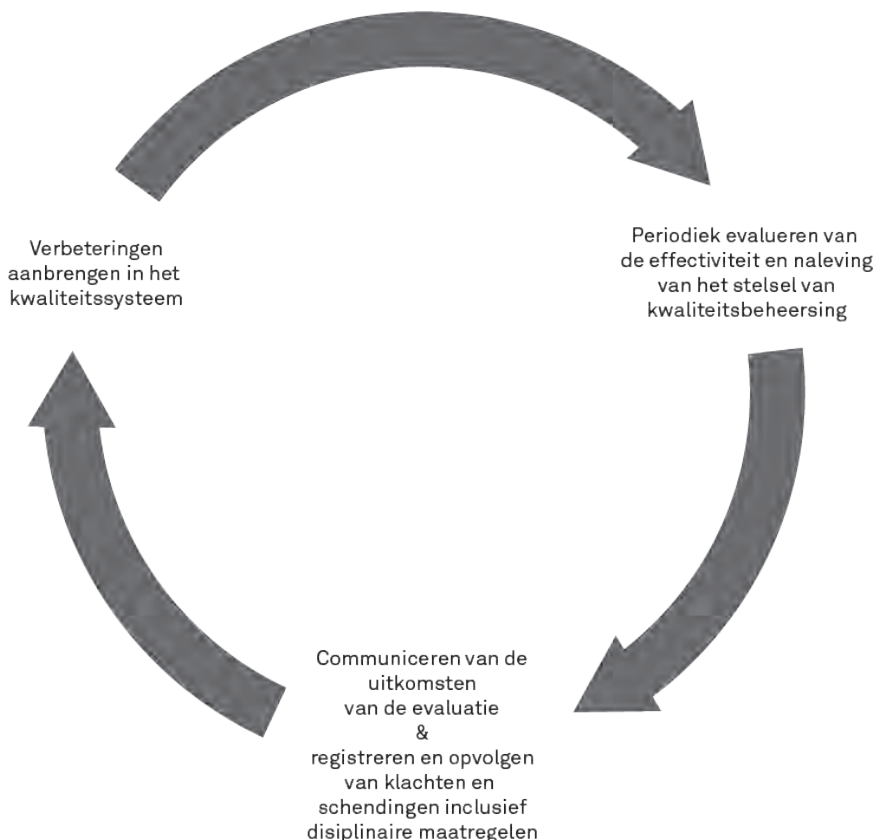 Verbeteringen
aanbrengen in het
kwaliteitssysteem
Periodiek evalueren van
de effectiviteit en naleving
van het stelsel van
kwaliteitsbeheersing
Communiceren van de
uitkomsten
van de evaluatie
&
registreren en opvolgen
van klachten en
schendingen inclusief
disiplinaire maatregelen